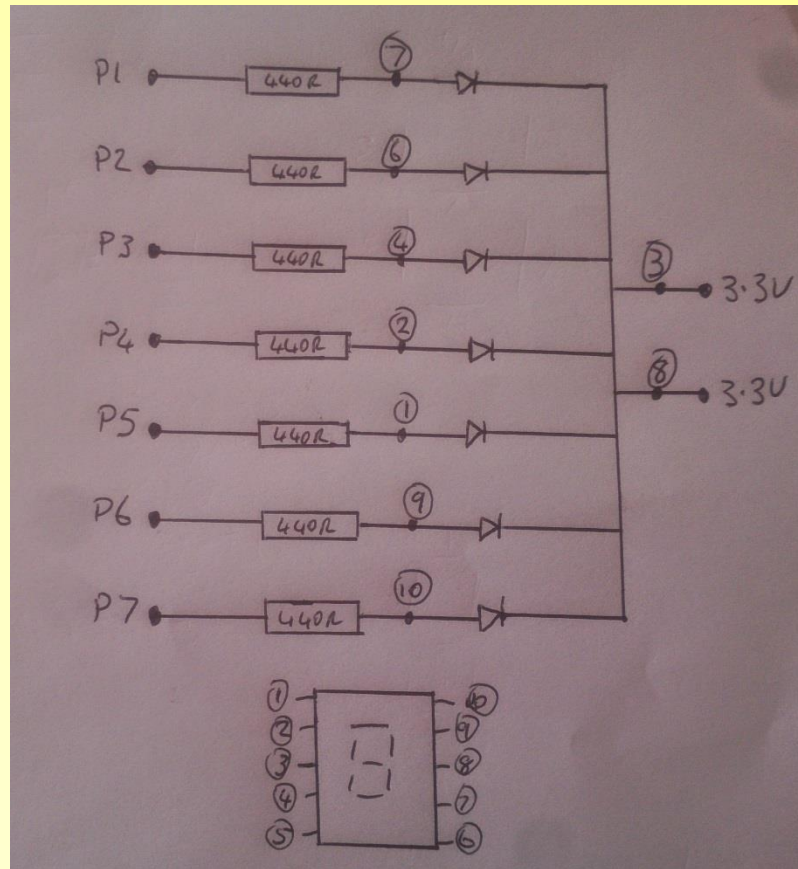 P1 440R ⑦
P2 440R ⑥
P3 440R ④
③ 3.3V
P4 440R ②
⑧ 3.3V
P5 440R ①
P6 440R ⑨
P7 440R ⑩
① ⑩
② ⑨
③ ⑧
④ ⑦
⑤ ⑥